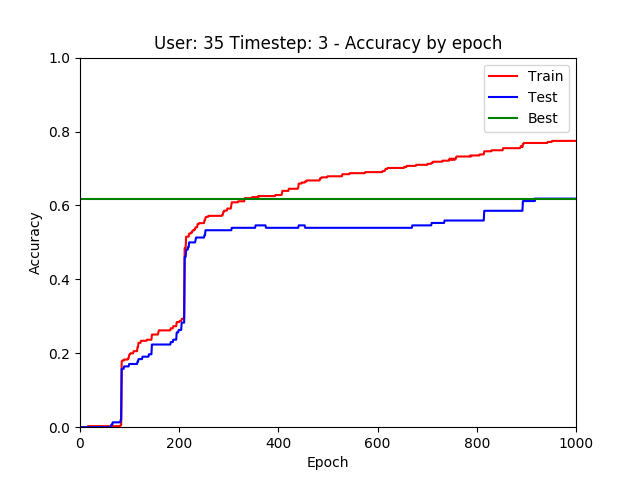 User: 35 Timestep: 3 - Accuracy by epoch
1.0
0.8
0.6
0.4
0.2
0.0
Accuracy
Train
Test
Best
0 200 400 600 800 1000
Epoch